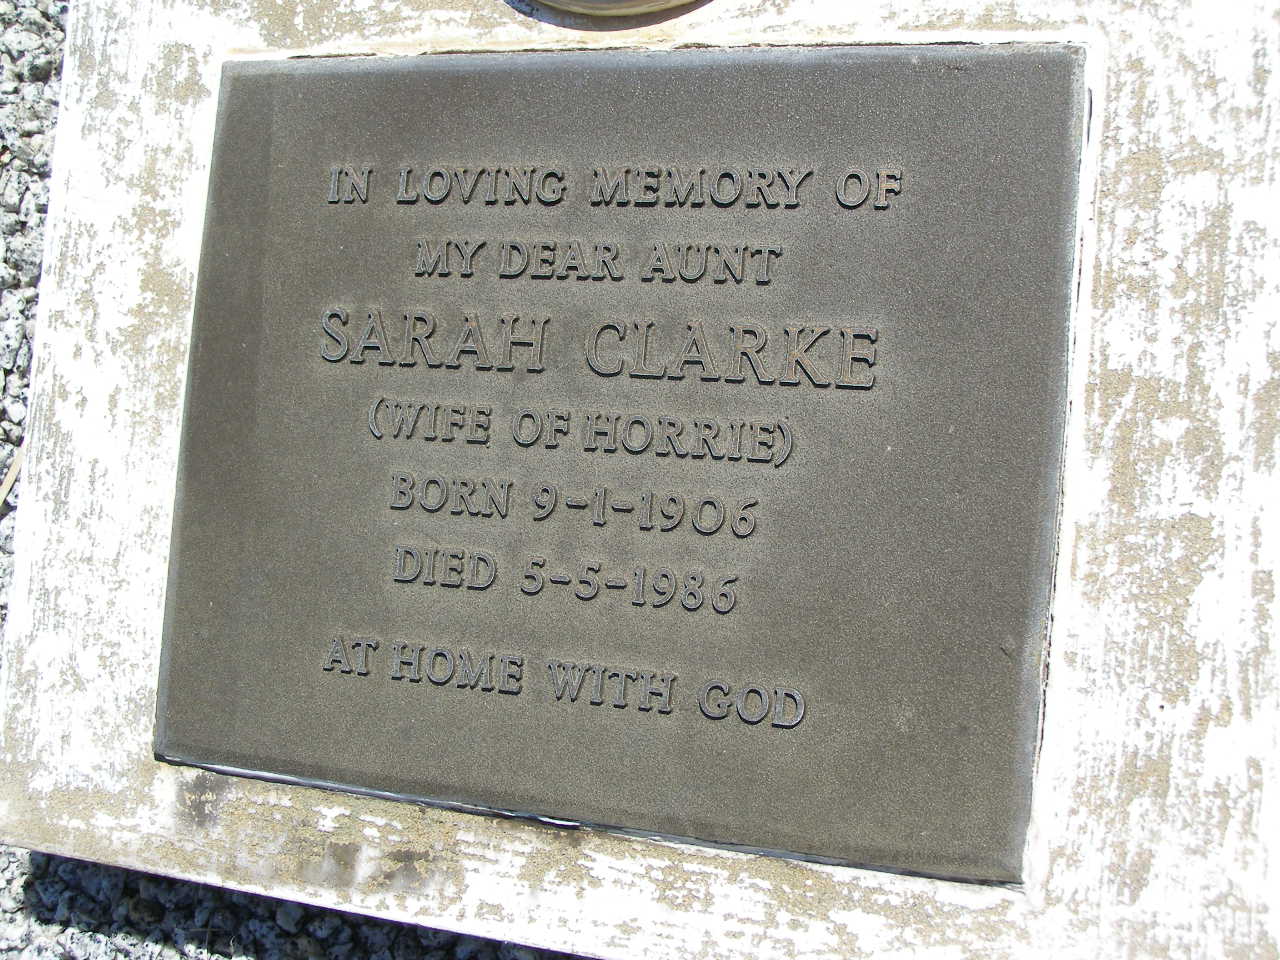 IN LOVING MEMORY OF
MY DEAR AUNT
SARAH CLARKE
(WIFE OF HORRIE)
BORN 9-1-1906
DIED 5-5-1986
AT HOME WITH GOD